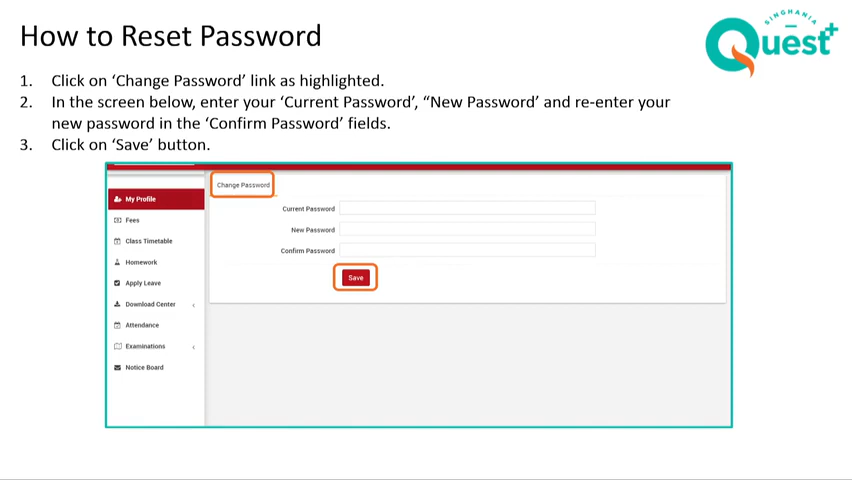 How to Reset Password
SINGHANIA
Quest+
1. Click on ‘Change Password’ link as highlighted.
2. In the screen below, enter your ‘Current Password’, “New Password’ and re-enter your
new password in the ‘Confirm Password’ fields.
3. Click on ‘Save’ button.
Change Password
My Profile
Fees
Class Timetable
Homework
Apply Leave
Download Center
Attendance
Examinations
Notice Board
Current Password
New Password
Confirm Password
Save